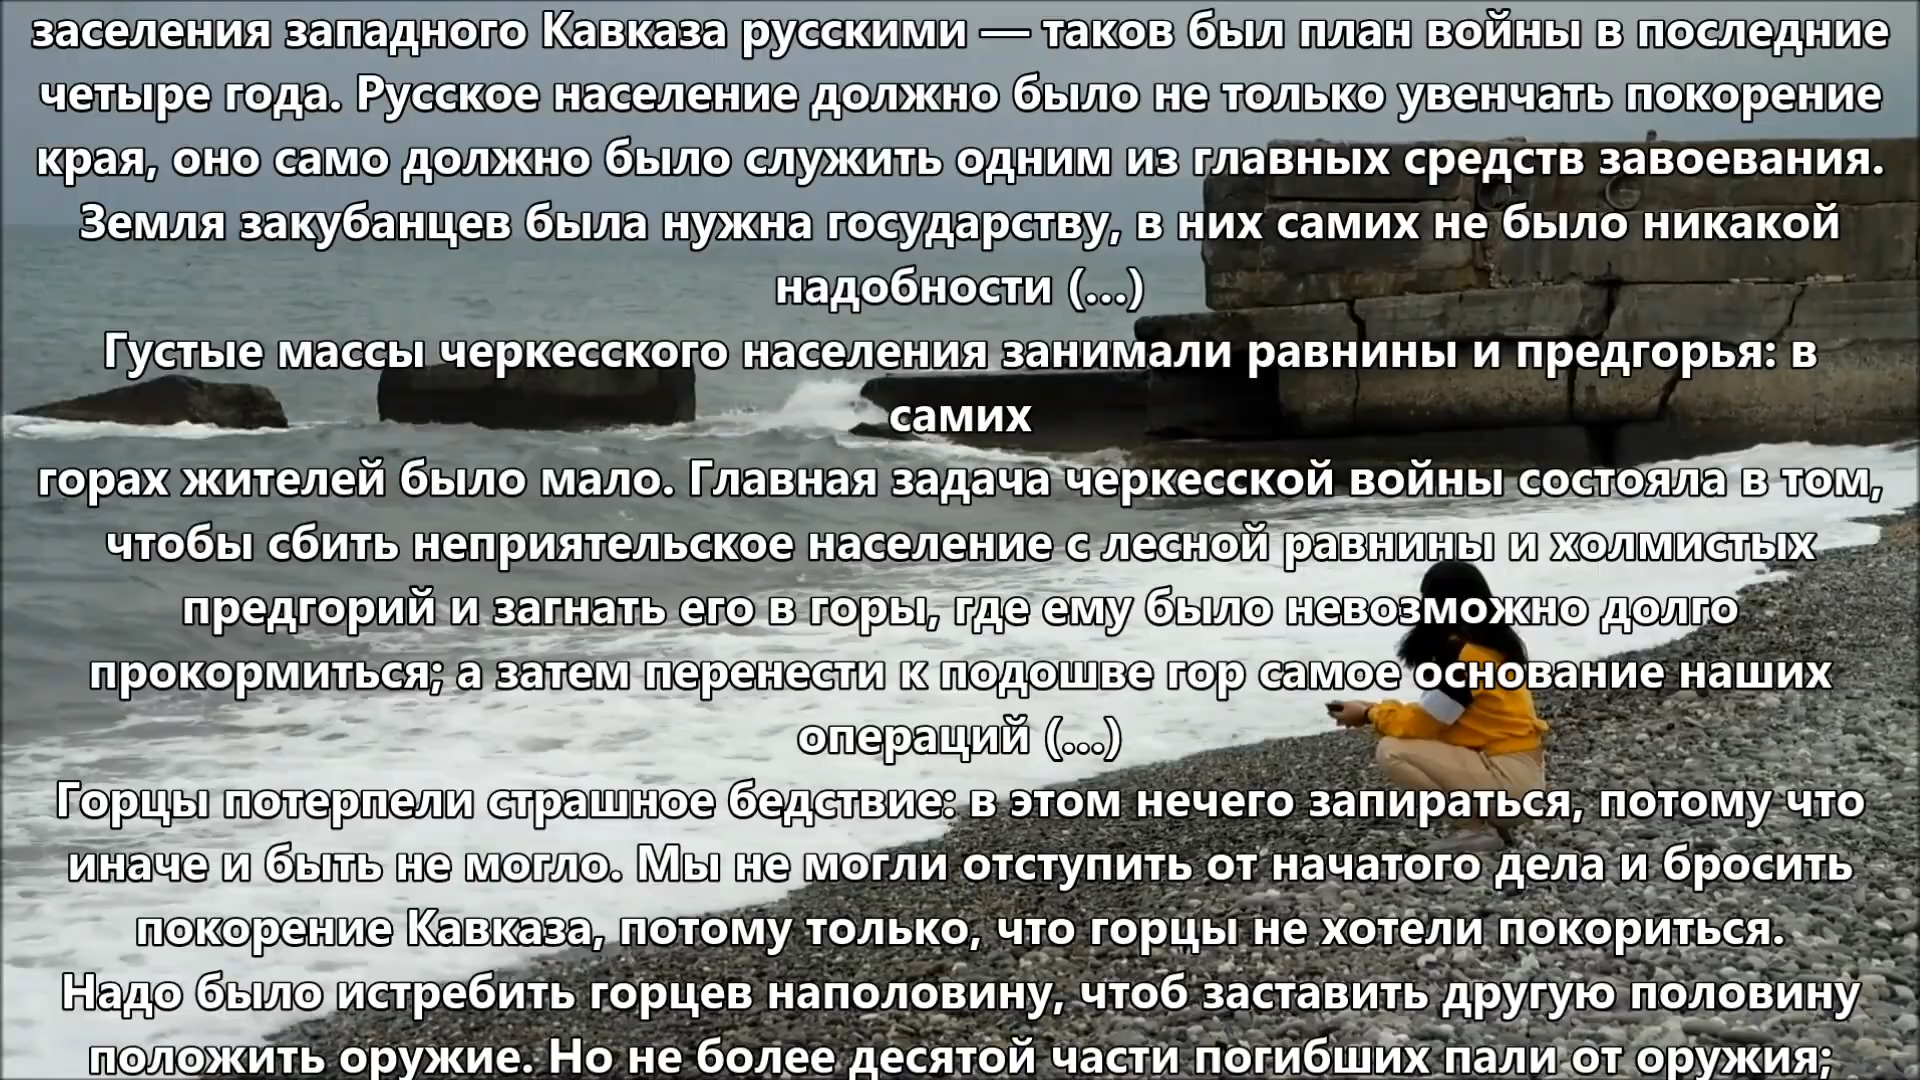 заселения западного Кавказа русскими — таков был план войны в последние
четыре года. Русское население должно было не только увенчать покорение
края, оно само должно было служить одним из главных средств завоевания.
Земля закубанцев была нужна государству, в них самих не было никакой
надобности (...)
Густые массы черкесского населения занимали равнины и предгорья: в
самих
горах жителей было мало. Главная задача черкесской войны состояла в том,
чтобы сбить неприятельское население с лесной равнины и холмистых
предгорий и загнать его в горы, где ему было невозможно долго
прокормиться; а затем перенести к подошве гор самое основание наших
операций (...)
Горцы потерпели страшное бедствие: в этом нечего запираться, потому что
иначе и быть не могло. Мы не могли отступить от начатого дела и бросить
покорение Кавказа, потому только, что горцы не хотели покориться.
Надо было истребить горцев наполовину, чтоб заставить другую половину
положить оружие. Но не более десятой части погибших пали от оружия;